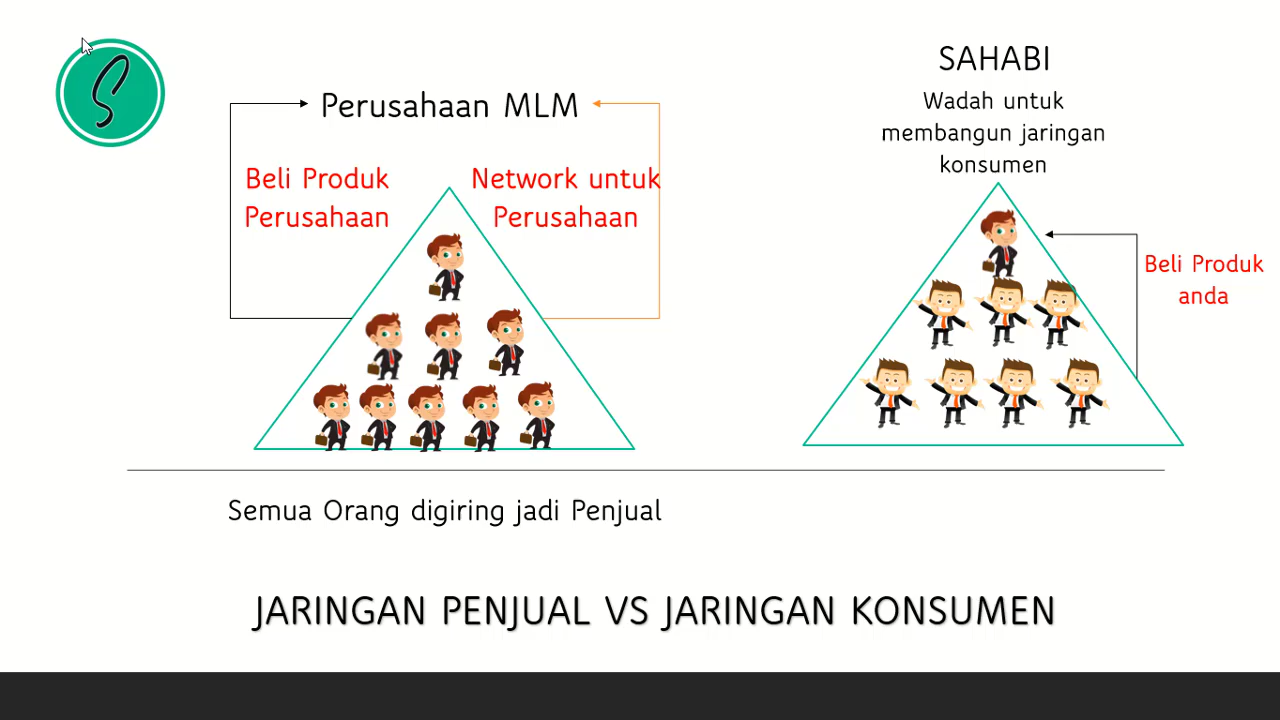 S
Perusahaan MLM
Beli Produk
Perusahaan
Network untuk
Perusahaan
SAHABI
Wadah untuk
membangun jaringan
konsumen
Beli Produk
anda
Semua Orang digiring jadi Penjual
JARINGAN PENJUAL VS JARINGAN KONSUMEN